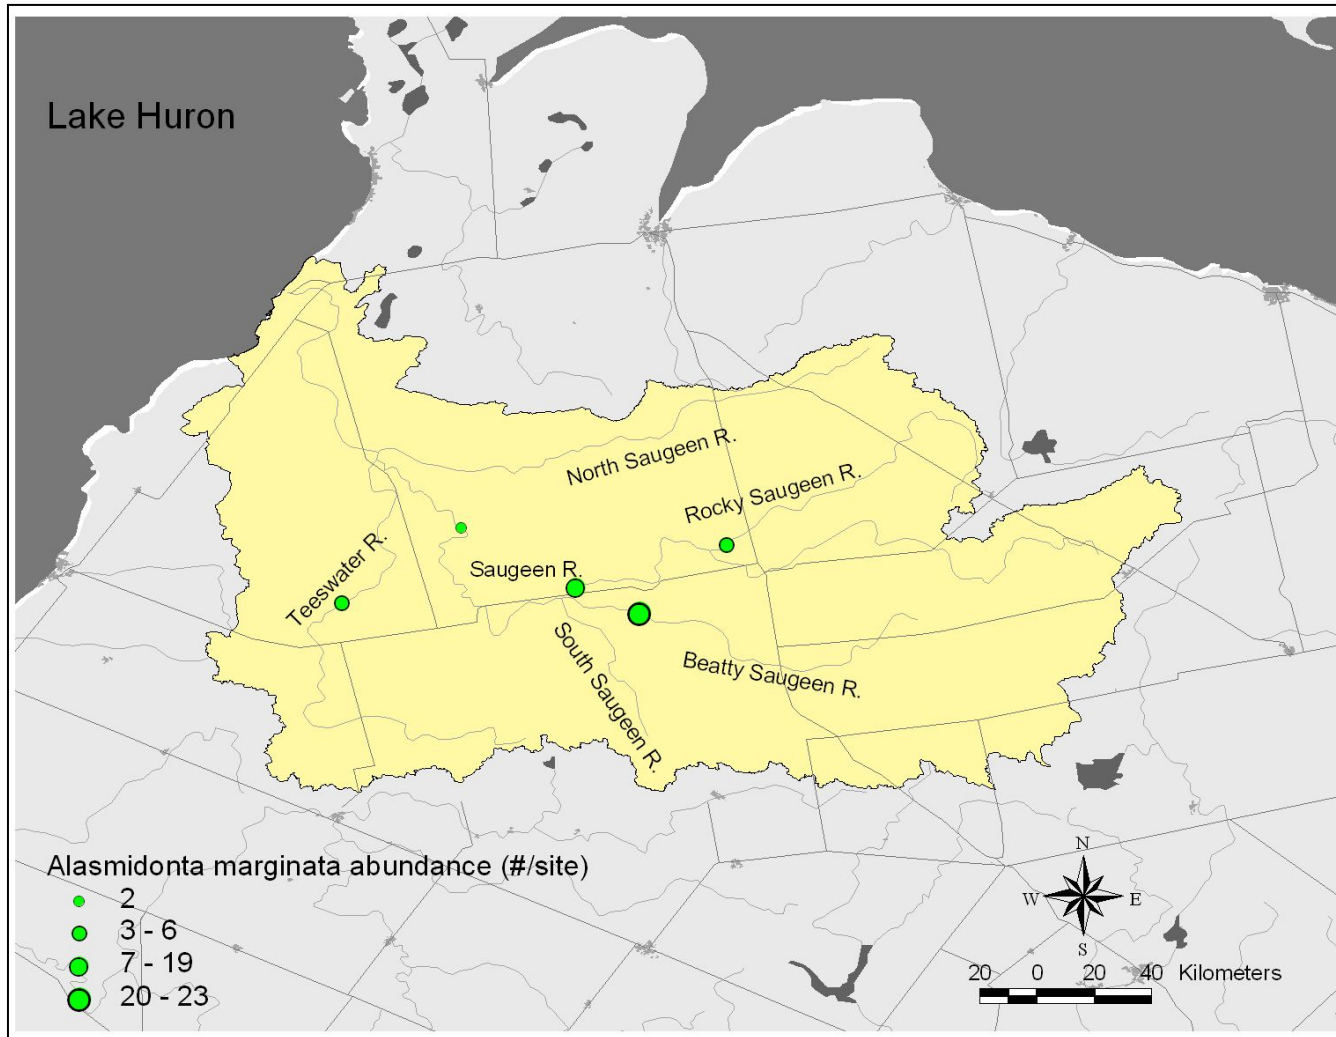 Lake Huron
North Saugeen R.
Rocky Saugeen R.
Saugeen R.
Teeswater R.
South Saugeen R.
Beatty Saugeen R.
Alasmidonta marginata abundance (#/site)
2
3 - 6
7 - 19
20 - 23
N
W E
S
20 0 20 40 Kilometers